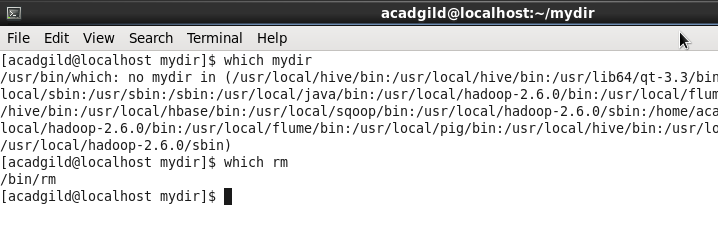 acadgild@localhost:~/mydir
File Edit View Search Terminal Help
[acadgild@localhost mydir]$ which mydir
/usr/bin/which: no mydir in (/usr/local/hive/bin:/usr/local/hive/bin:/usr/lib64/qt-3.3/bin
local/sbin:/usr/sbin:/sbin:/usr/local/java/bin:/usr/local/hadoop-2.6.0/bin:/usr/local/flum
/hive/bin:/usr/local/hbase/bin:/usr/local/sqoop/bin:/usr/local/hadoop-2.6.0/sbin:/home/aca
local/hadoop-2.6.0/bin:/usr/local/flume/bin:/usr/local/pig/bin:/usr/local/hive/bin:/usr/lo
/usr/local/hadoop-2.6.0/sbin)
[acadgild@localhost mydir]$ which rm
/bin/rm
[acadgild@localhost mydir]$